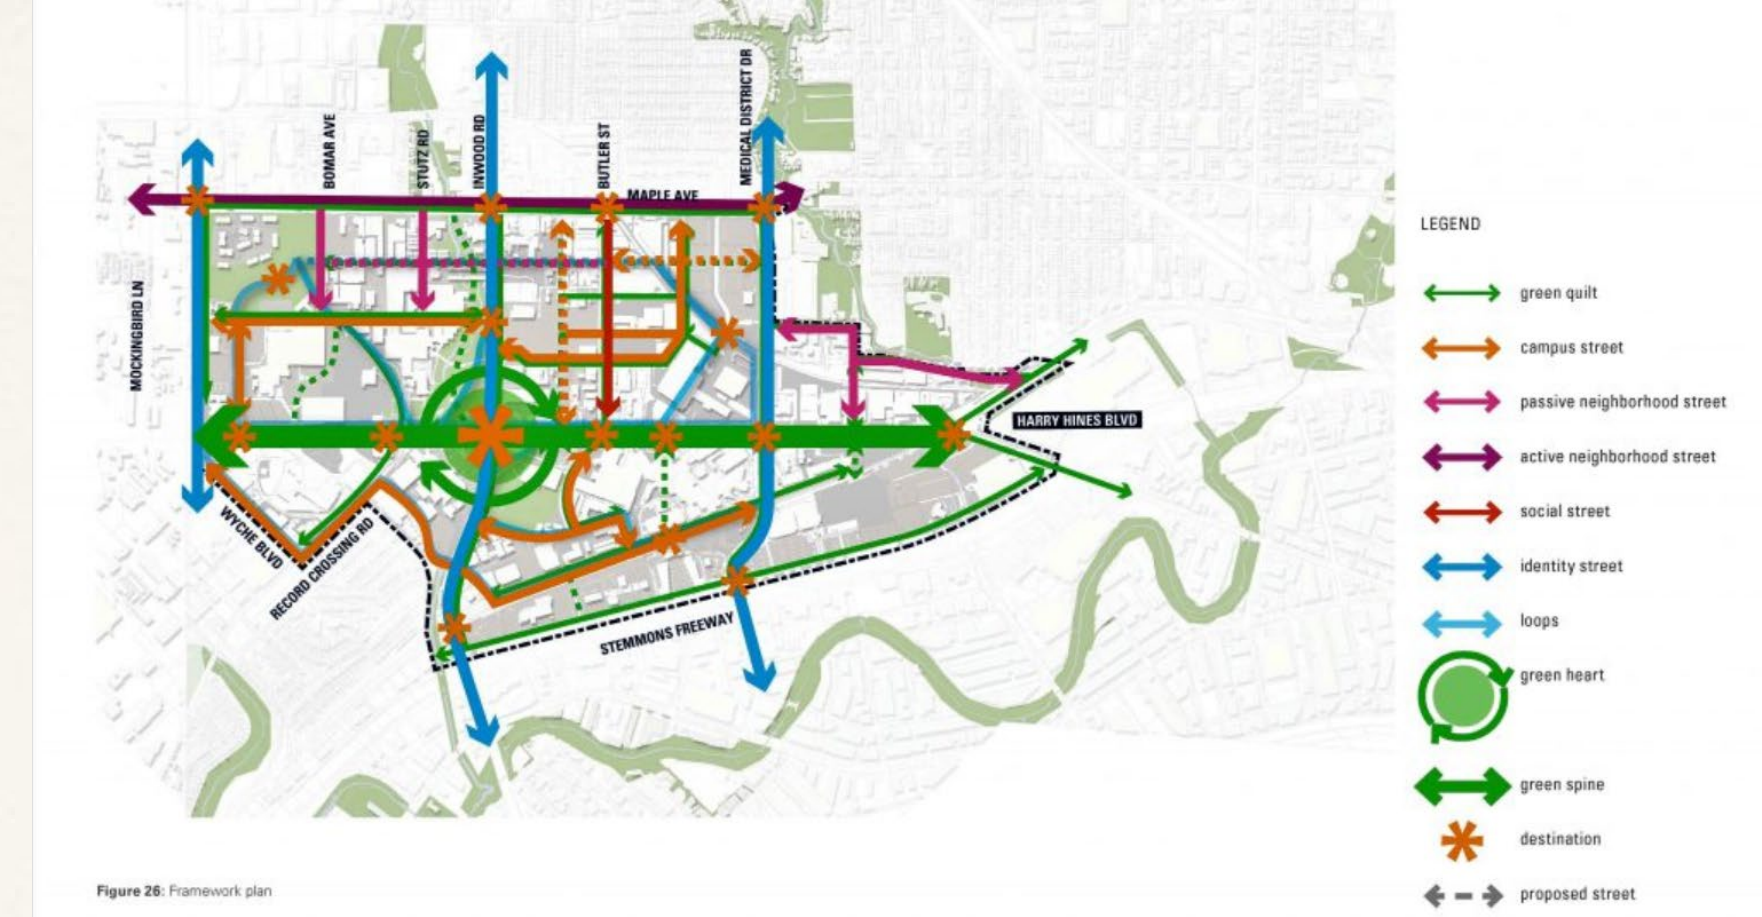 BOMAR AVE
STUTZ RD
INWOOD RD
BUTLER ST
MEDICAL DISTRICT DR
MAPLE AVE
MOCKINGBIRD LN
HARRY HINES BLVD
WYCHE BLVD
RECORD CROSSING RD
STEMMONS FREEWAY
LEGEND
green quilt
campus street
passive neighborhood street
active neighborhood street
social street
identity street
loops
green heart
green spine
destination
proposed street
Figure 26: Framework plan